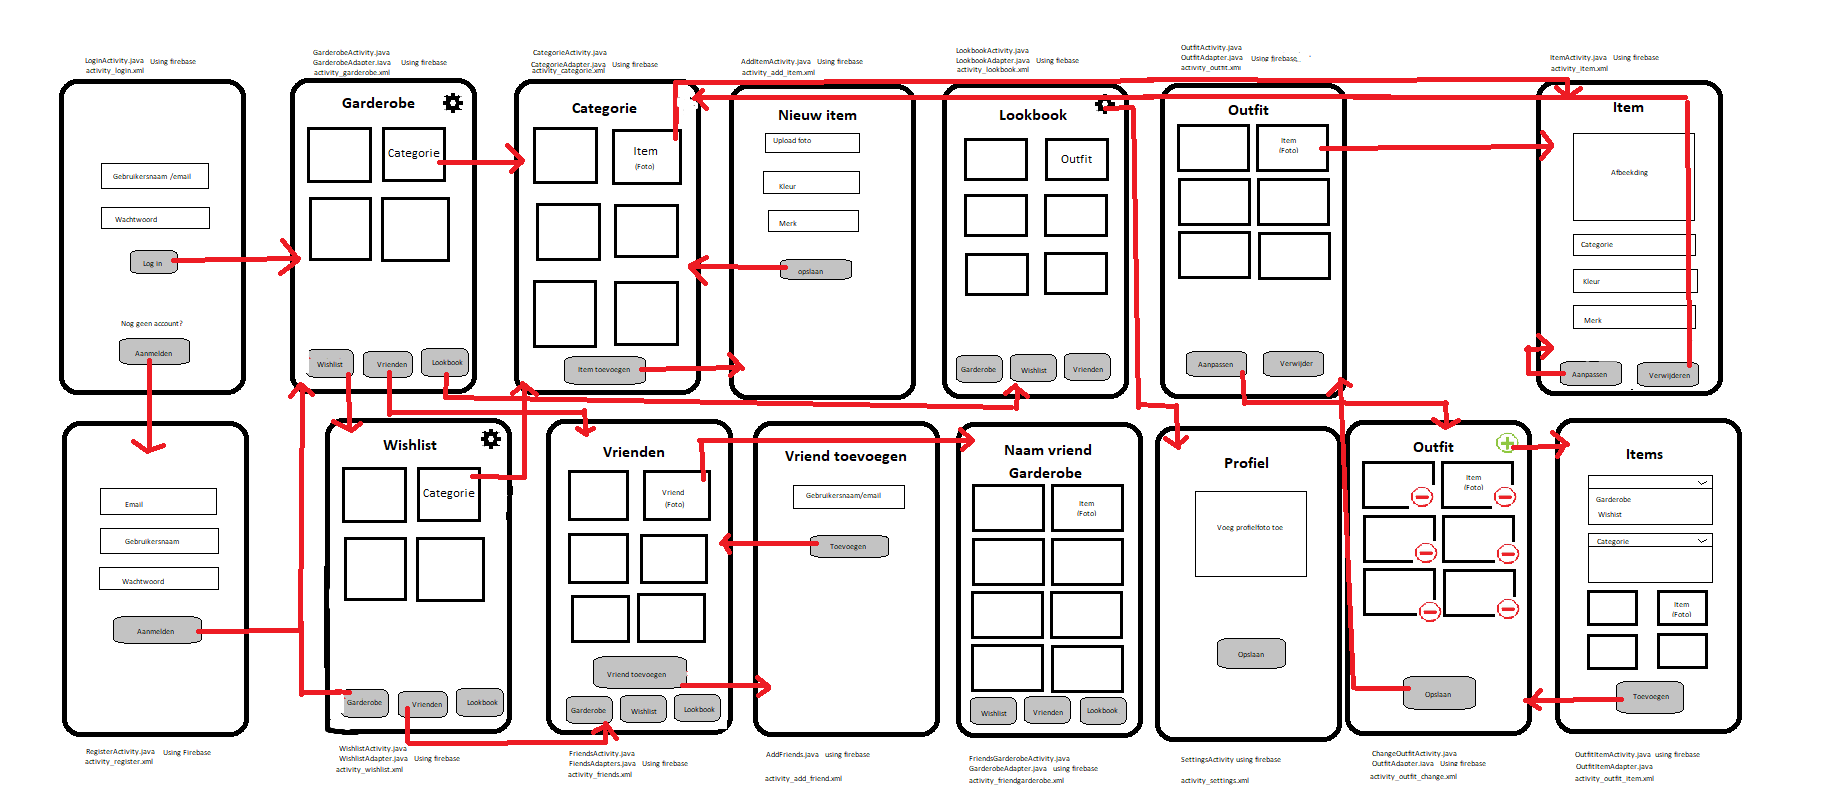 LoginActivity.java Using firebase
activity_login.xml
Gebruikersnaam /email
Wachtwoord
Log in
Nog geen account?
Aanmelden
GarderobeActivity.java
GarderobeAdapter.java Using firebase
activity_garderobe.xml
Garderobe
Categorie
Wishlist
Vrienden
Lookbook
CategorieActivity.java
CategorieAdapter.java Using firebase
activity_categorie.xml
Categorie
Item
(Foto)
Item toevoegen
AddItemActivity.java Using firebase
activity_add_item.xml
Nieuw item
Upload foto
Kleur
Merk
opslaan
LookbookActivity.java
LookbookAdapter.java Using firebase
activity_lookbook.xml
Lookbook
Outfit
Garderobe
Wishlist
Vrienden
OutfitActivity.java
OutfitAdapter.java Using firebase
activity_outfit.xml
Outfit
Item
(Foto)
Aanpassen
Verwijder
ItemActivity.java Using firebase
activity_item.xml
Item
Afbeelding
Categorie
Kleur
Merk
Aanpassen
Verwijderen
Email
Gebruikersnaam
Wachtwoord
Aanmelden
RegisterActivity.java Using Firebase
activity_register.xml
Wishlist
Categorie
Garderobe
Vrienden
Lookbook
WishlistActivity.java
WishlistAdapter.java Using firebase
activity_wishlist.xml
Vrienden
Vriend
(Foto)
Vriend toevoegen
Garderobe
Wishlist
Lookbook
FriendsActivity.java
FiendsAdapters.java Using firebase
activity_friends.xml
Vriend toevoegen
Gebruikersnaam/email
Toevoegen
AddFriends.java using firebase
activity_add_friend.xml
Naam vriend
Garderobe
Item
(Foto)
Wishlist
Vrienden
Lookbook
FriendsGarderobeActivity.java
GarderobeAdapter.java using firebase
activity_friendgarderobe.xml
Profiel
Voeg profielfoto toe
Opslaan
SettingsActivity using firebase
activity_settings.xml
Outfit
Item
(Foto)
Opslaan
ChangeOutfitActivity.java
OutfitAdapter.java Using firebase
activity_outfit_change.xml
Items
Garderobe
Wishlist
Categorie
Item
(Foto)
Toevoegen
OutfitItemActivity.java using firebase
OutfitItemAdapter.java
activity_outfit_item.xml